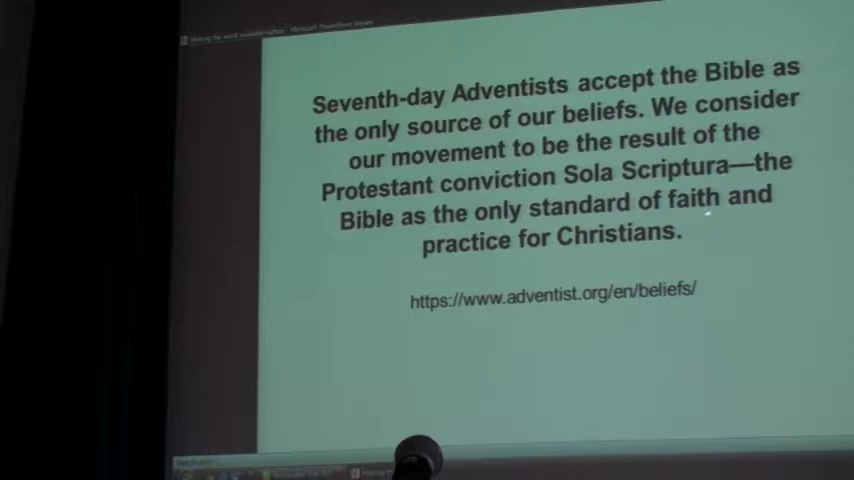 Seventh-day Adventists accept the Bible as
the only source of our beliefs. We consider
our movement to be the result of the
Protestant conviction Sola Scriptura—the
Bible as the only standard of faith and
practice for Christians.
https://www.adventist.org/en/beliefs/